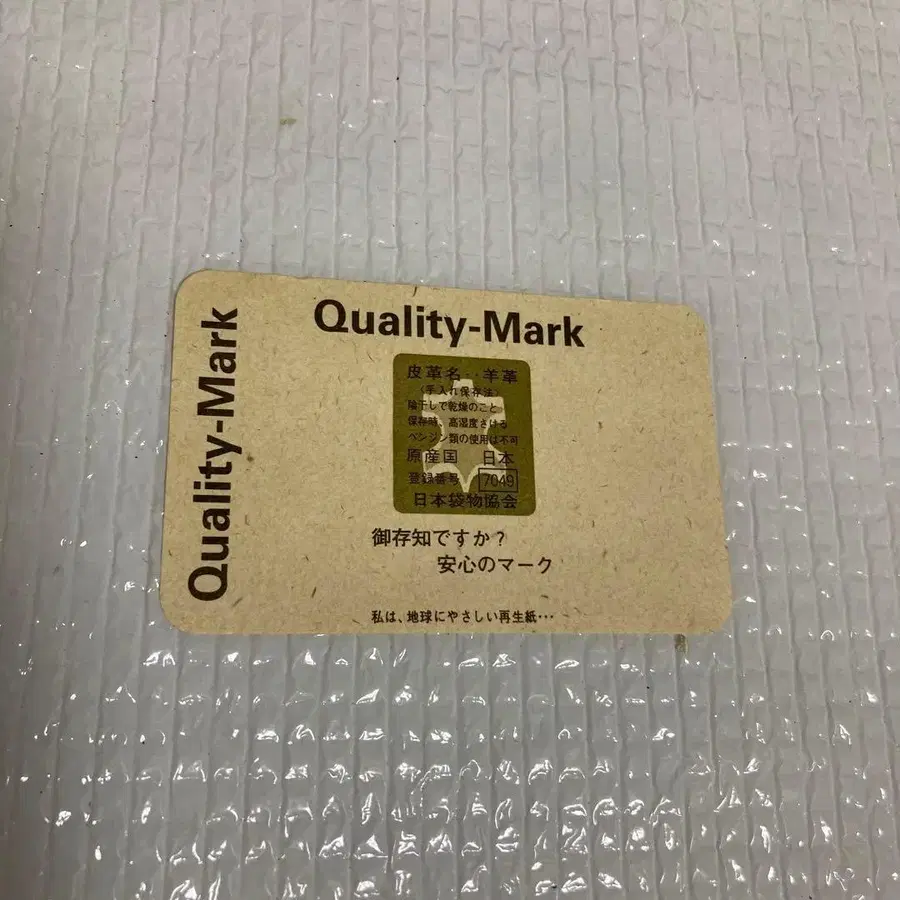 Quality-Mark
Quality-Mark
皮革名:羊革
(手入れ保存法)
陰干しで乾燥のこと
保存時、高湿度さける
ベンジン類の使用は不可
原産国 日本
登録番号 7049
日本袋物協会
御存知ですか?
安心のマーク
私は、地球にやさしい再生紙…